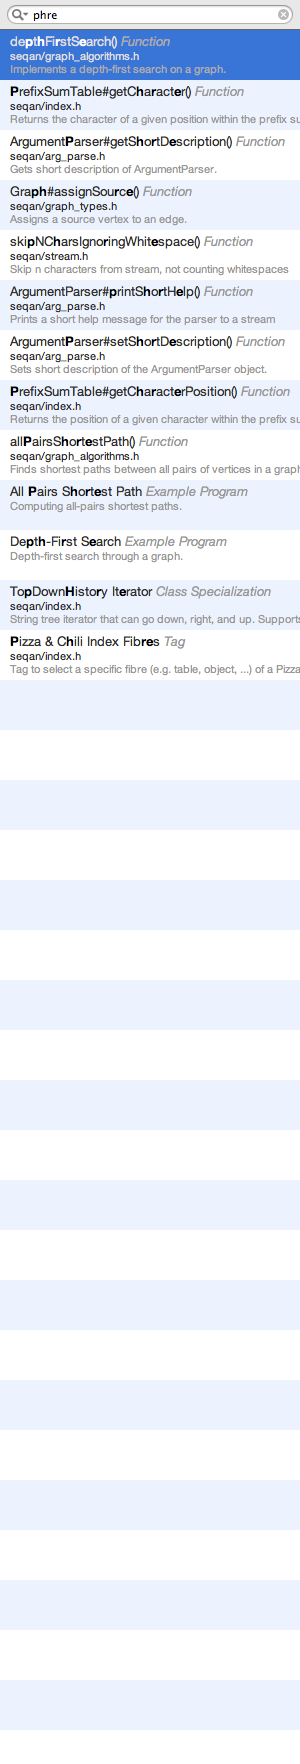 phre
depthFirstSearch() Function
seqan/graph_algorithms.h
Implements a depth-first search on a graph.
PrefixSumTable#getCharacter() Function
seqan/index.h
Returns the character of a given position within the prefix su
ArgumentParser#getShortDescription() Function
seqan/arg_parse.h
Gets short description of ArgumentParser.
Graph#assignSource() Function
seqan/graph_types.h
Assigns a source vertex to an edge.
skipNCharsIgnoringWhitespace() Function
seqan/stream.h
Skip n characters from stream, not counting whitespaces
ArgumentParser#printShortHelp() Function
seqan/arg_parse.h
Prints a short help message for the parser to a stream
ArgumentParser#setShortDescription() Function
seqan/arg_parse.h
Sets short description of the ArgumentParser object.
PrefixSumTable#getCharacterPosition() Function
seqan/index.h
Returns the position of a given character within the prefix su
allPairsShortestPath() Function
seqan/graph_algorithms.h
Finds shortest paths between all pairs of vertices in a graph
All Pairs Shortest Path Example Program
Computing all-pairs shortest paths.
Depth-First Search Example Program
Depth-first search through a graph.
TopDownHistory Iterator Class Specialization
seqan/index.h
String tree iterator that can go down, right, and up. Supports
Pizza & Chili Index Fibres Tag
seqan/index.h
Tag to select a specific fibre (e.g. table, object, ...) of a Pizza